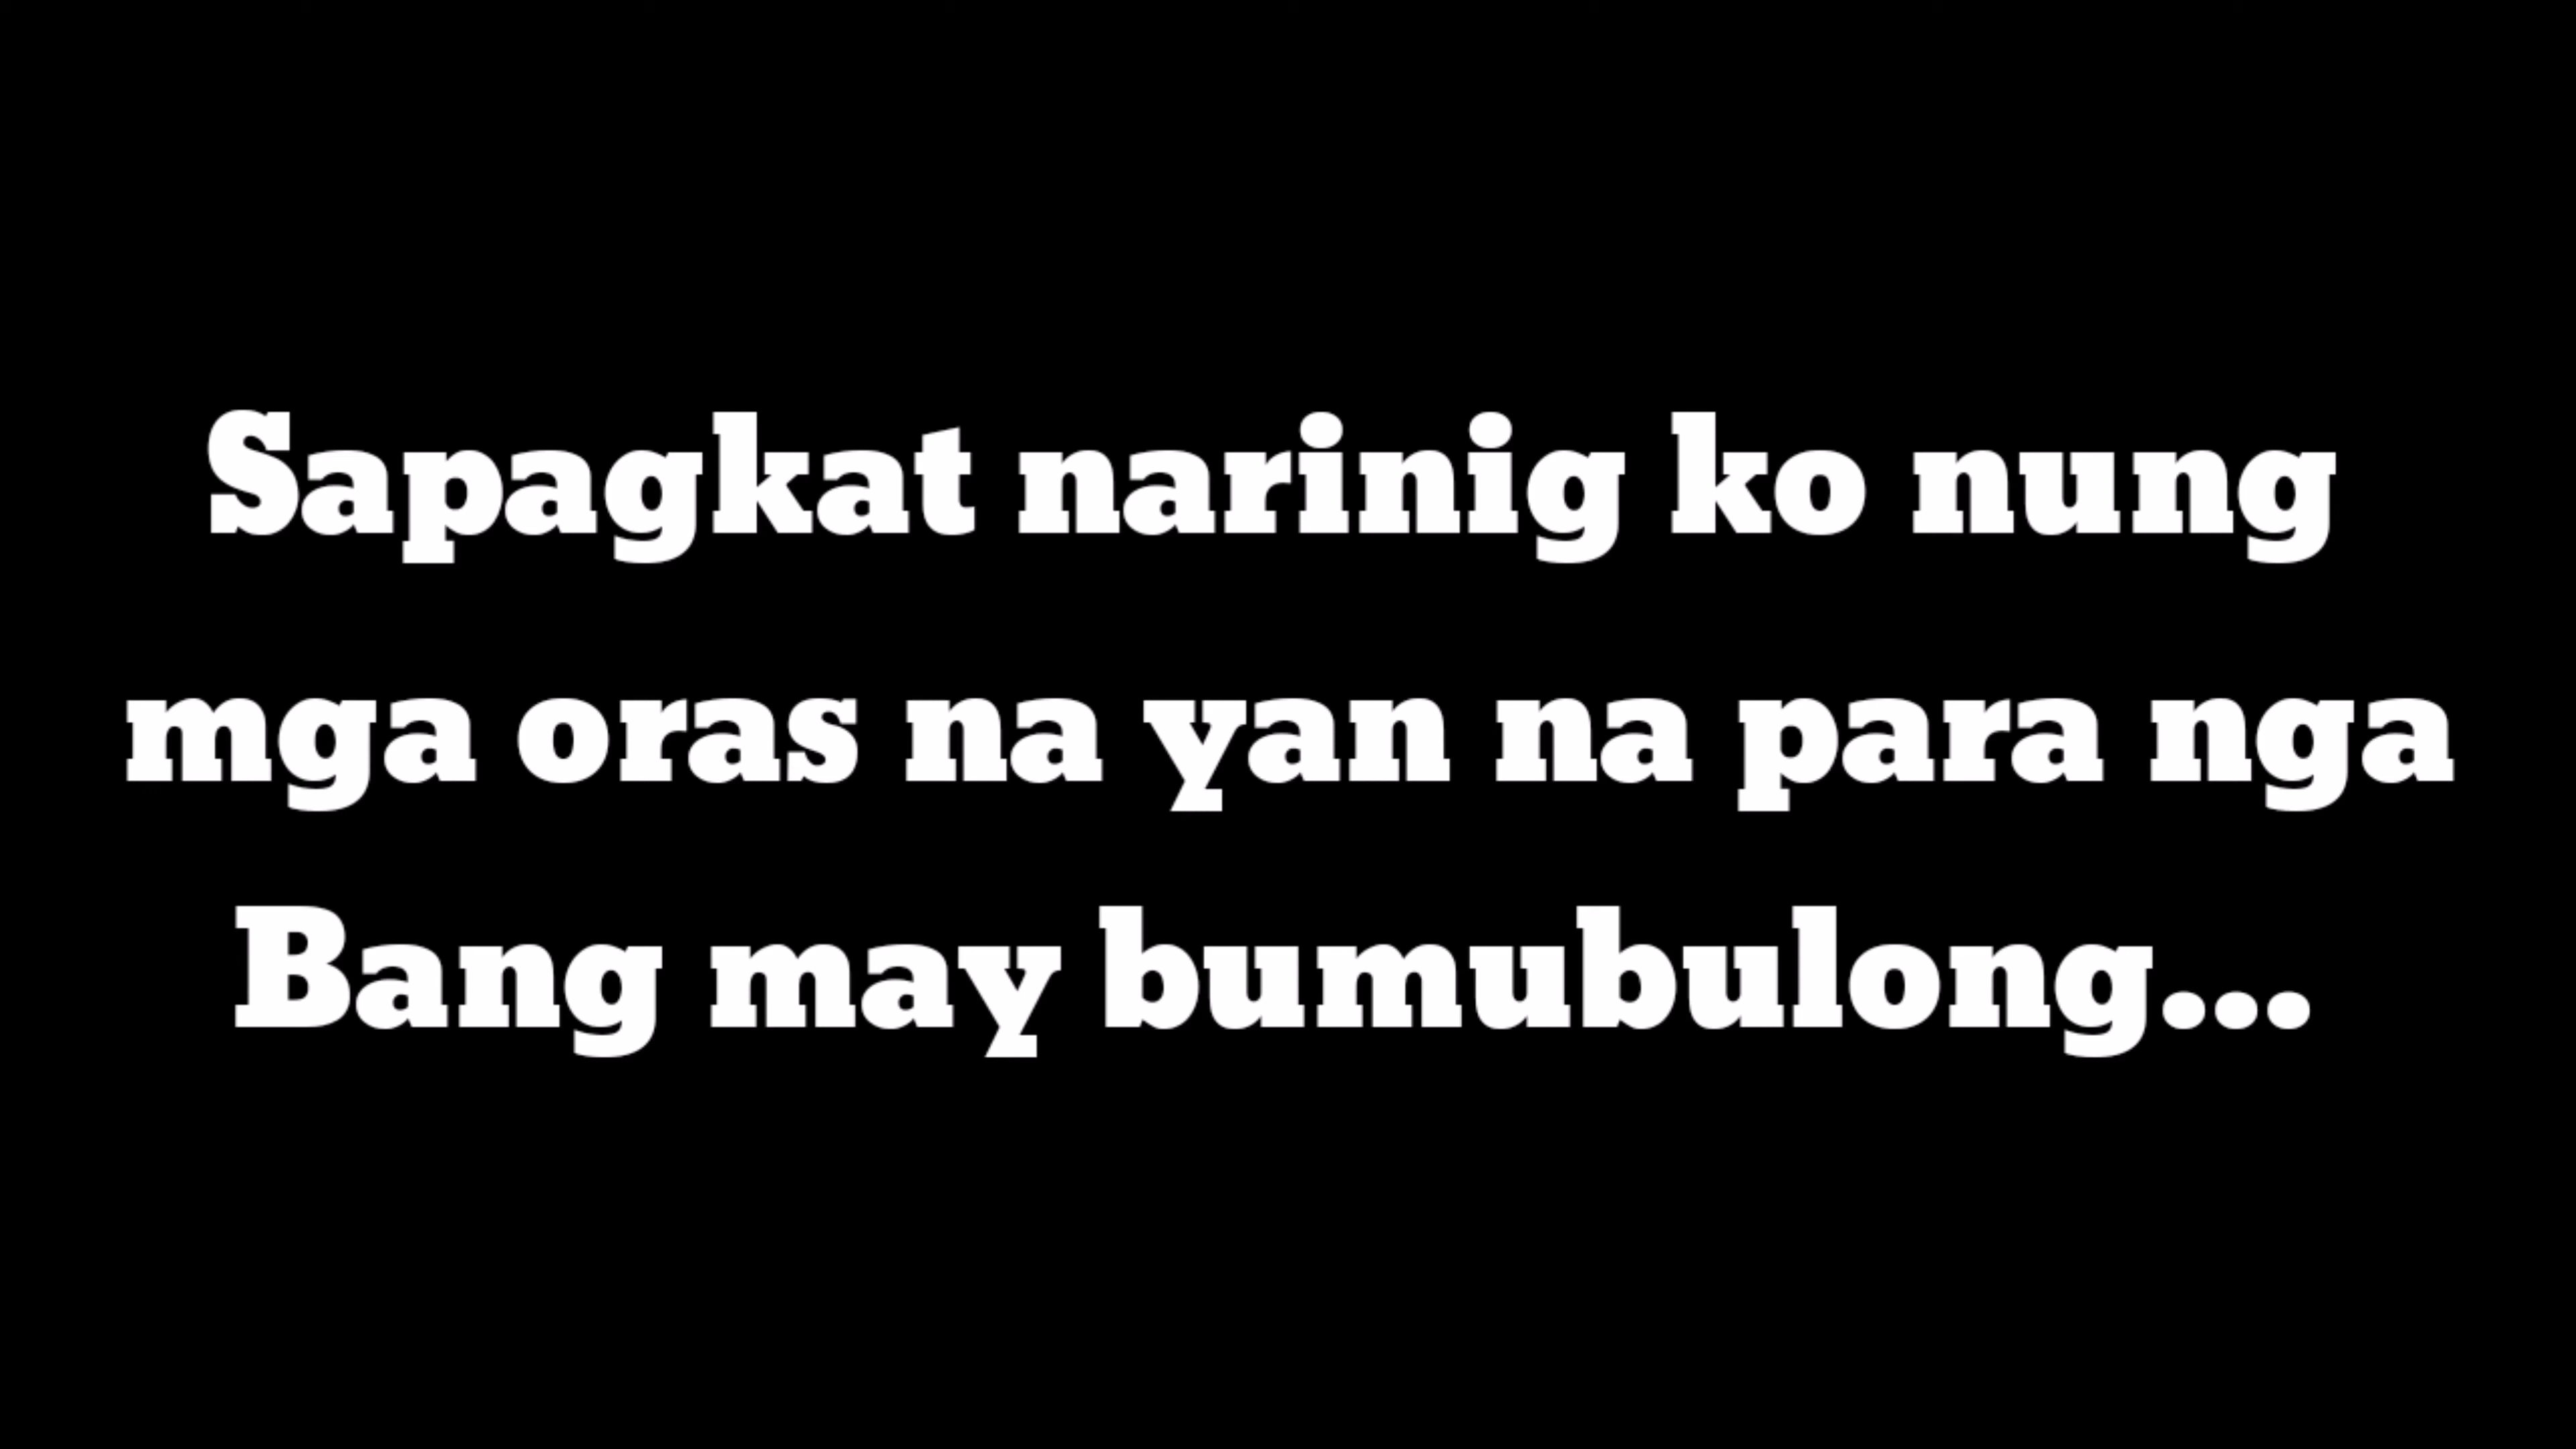 Sapagkat narinig ko nung
mga oras na yan na para nga
Bang may bumubulong...